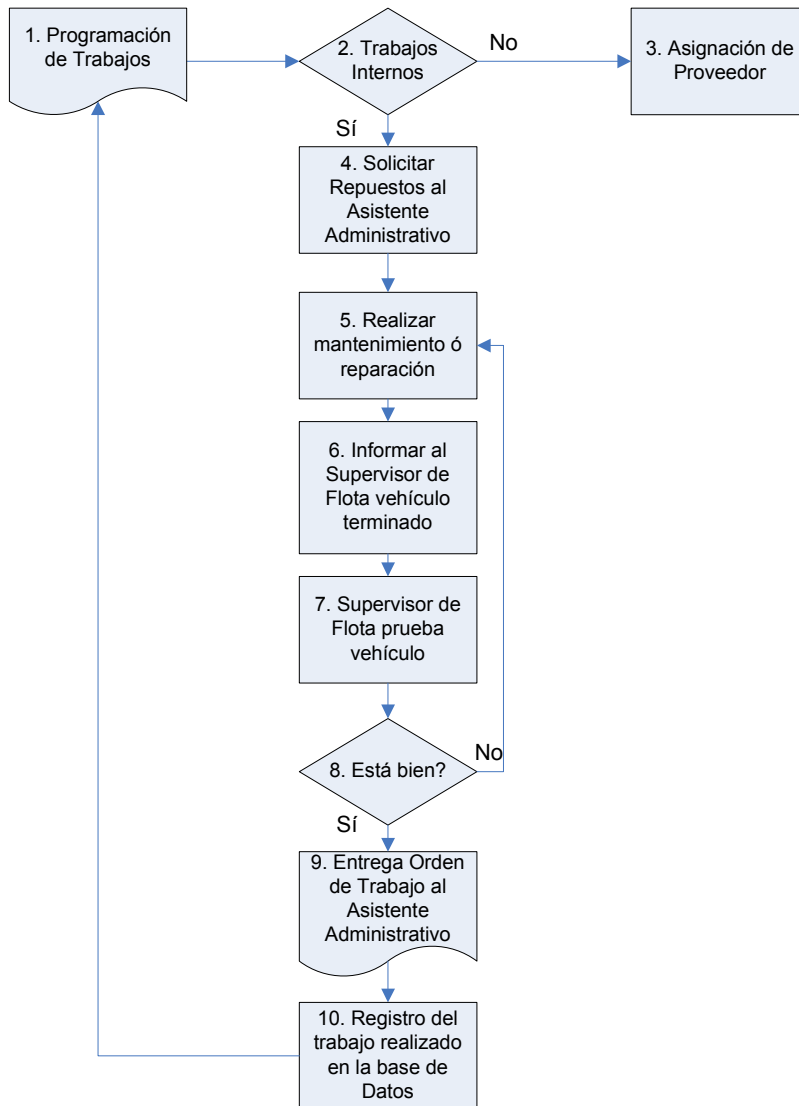 1. Programación
de Trabajos
2. Trabajos
Internos
No
3. Asignación de
Proveedor
Sí
4. Solicitar
Repuestos al
Asistente
Administrativo
5. Realizar
mantenimiento ó
reparación
6. Informar al
Supervisor de
Flota vehículo
terminado
7. Supervisor de
Flota prueba
vehículo
8. Está bien?
No
Sí
9. Entrega Orden
de Trabajo al
Asistente
Administrativo
10. Registro del
trabajo realizado
en la base de
Datos